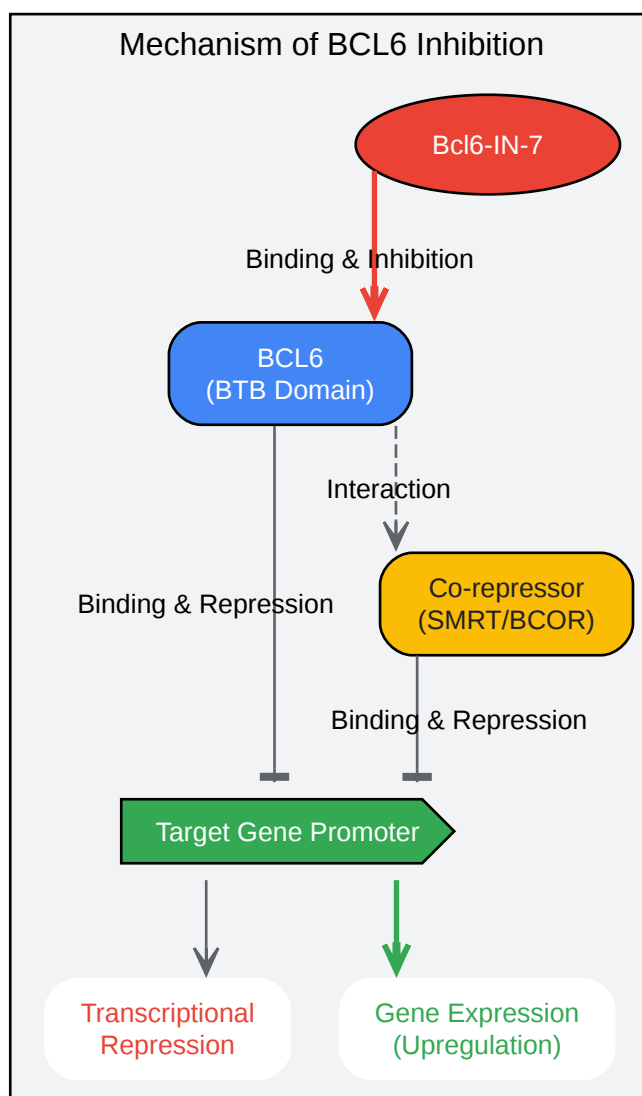 Mechanism of BCL6 Inhibition
Bcl6-IN-7
Binding & Inhibition
BCL6
(BTB Domain)
Interaction
Co-repressor
(SMRT/BCOR)
Binding & Repression
Binding & Repression
Target Gene Promoter
Transcriptional
Repression
Gene Expression
(Upregulation)